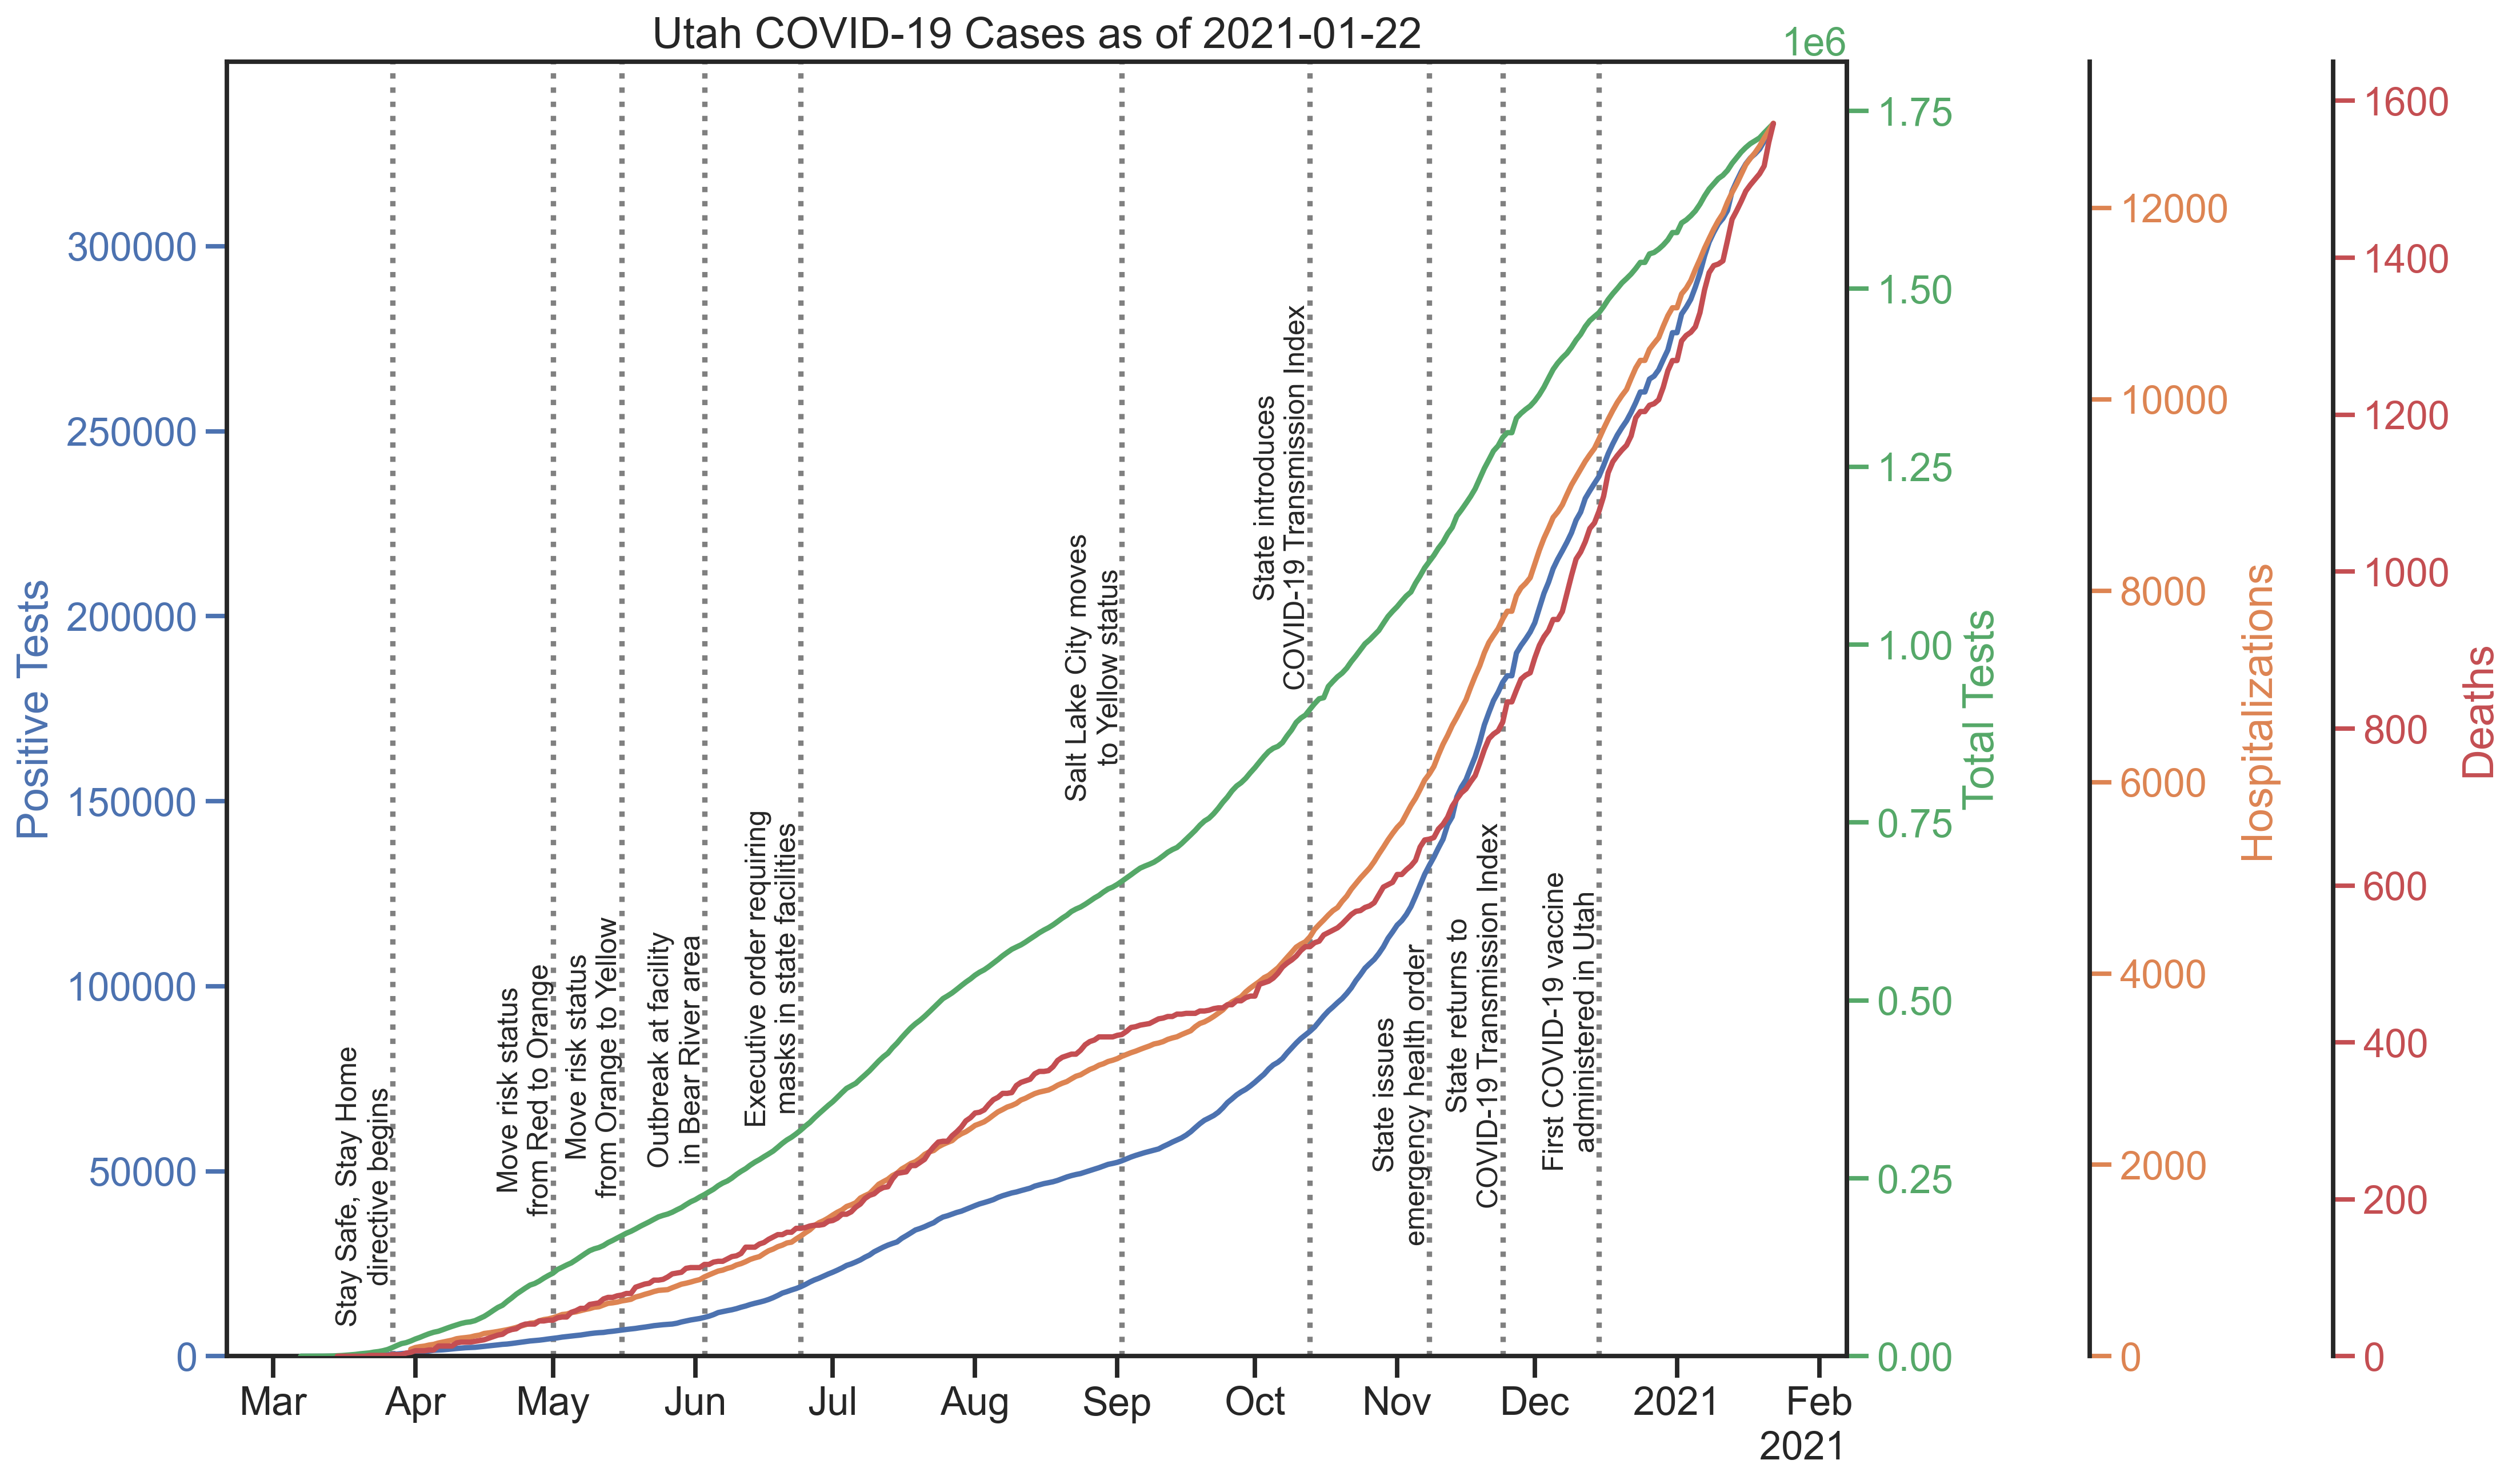 Utah COVID-19 Cases as of 2021-01-22
1e6
Positive Tests
300000
250000
200000
150000
100000
50000
0
Stay Safe, Stay Home
directive begins
Move risk status
from Red to Orange
Move risk status
from Orange to Yellow
Outbreak at facility
in Bear River area
Executive order requiring
masks in state facilities
Salt Lake City moves
to Yellow status
State introduces
COVID-19 Transmission Index
State issues
emergency health order
State returns to
COVID-19 Transmission Index
First COVID-19 vaccine
administered in Utah
Mar
Apr
May
Jun
Jul
Aug
Sep
Oct
Nov
Dec
2021
Feb
2021
1.75
1.50
1.25
1.00
0.75
0.50
0.25
0.00
Total Tests
12000
10000
8000
6000
4000
2000
0
Hospitalizations
1600
1400
1200
1000
800
600
400
200
0
Deaths